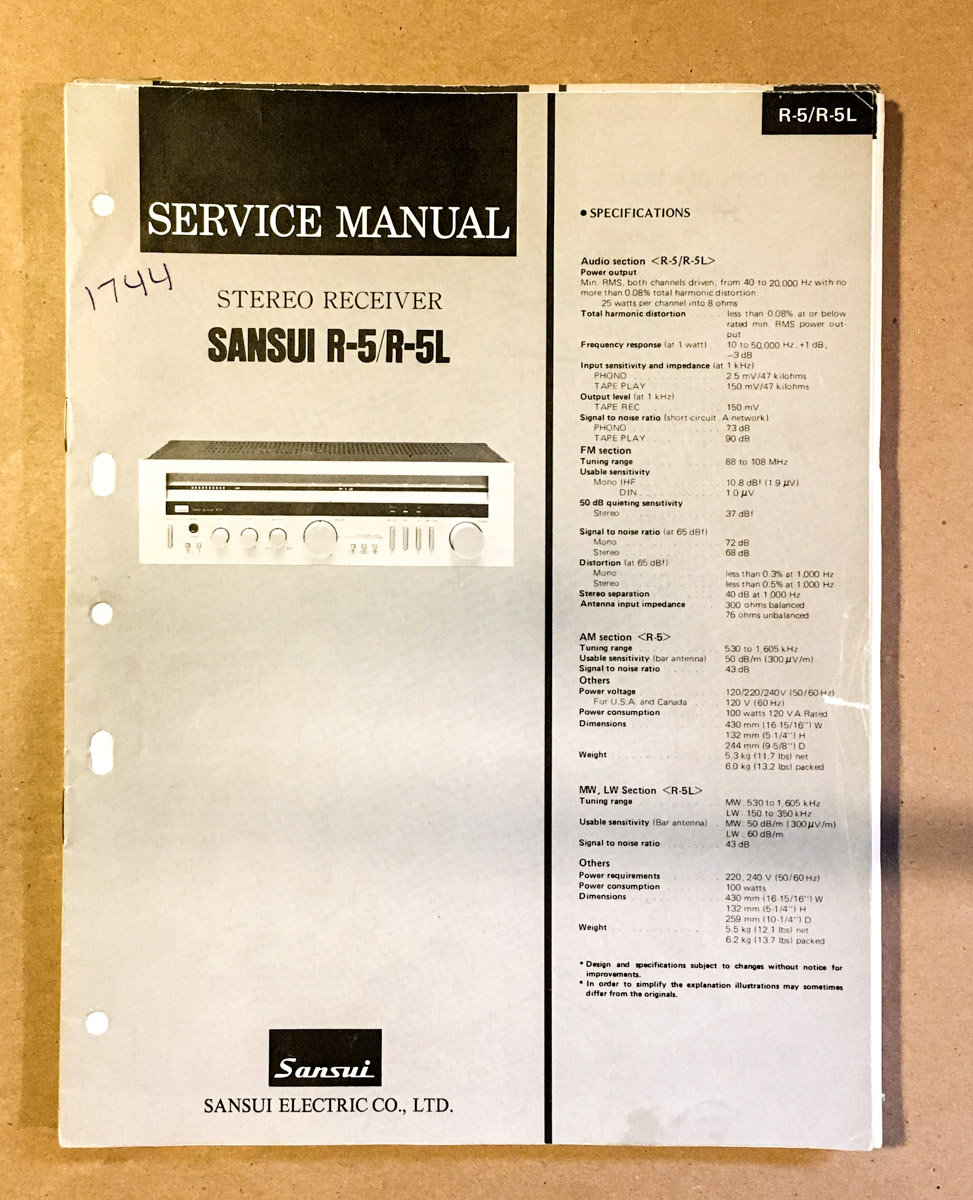 R-5/R-5L
SERVICE MANUAL
1744
STEREO RECEIVER
SANSUI R-5/R-5L
Sansui
SANSUI ELECTRIC CO., LTD.
● SPECIFICATIONS
Audio section <R-5/R-5L>
Power output
Min. RMS, both channels driven, from 40 to 20,000 Hz with no
more than 0.08% total harmonic distortion.
25 watts per channel into 8 ohms
Total harmonic distortion . . . . . less than 0.08% at or below
rated min. RMS power out-
put
Frequency response (at 1 watt) 10 to 50,000 Hz, +1 dB,
−3 dB
Input sensitivity and impedance (at 1 kHz)
PHONO . . . . . 2.5 mV/47 kilohms
TAPE PLAY . . . . . 150 mV/47 kilohms
Output level (at 1 kHz)
TAPE REC . . . . . 150 mV
Signal to noise ratio (short-circuit, A-network)
PHONO . . . . . 73 dB
TAPE PLAY . . . . . 90 dB
FM section
Tuning range . . . . . 88 to 108 MHz
Usable sensitivity
Mono IHF . . . . . 10.8 dBf (1.9 μV)
DIN . . . . . 1.0 μV
50 dB quieting sensitivity
Stereo . . . . . 37 dBf
Signal to noise ratio (at 65 dBf)
Mono . . . . . 72 dB
Stereo . . . . . 68 dB
Distortion (at 65 dBf)
Mono . . . . . less than 0.3% at 1,000 Hz
Stereo . . . . . less than 0.5% at 1,000 Hz
Stereo separation . . . . . 40 dB at 1,000 Hz
Antenna input impedance . . . . . 300 ohms balanced
75 ohms unbalanced
AM section <R-5>
Tuning range . . . . . 530 to 1,605 kHz
Usable sensitivity (bar antenna) . 50 dB/m (300 μV/m)
Signal to noise ratio . . . . . 43 dB
Others
Power voltage . . . . . 120/220/240V (50/60 Hz)
For U.S.A. and Canada . . . . . 120 V (60 Hz)
Power consumption . . . . . 100 watts 120 VA Rated
Dimensions . . . . . 430 mm (16-15/16") W
132 mm (5-1/4") H
244 mm (9-5/8") D
Weight . . . . . 5.3 kg (11.7 lbs) net
6.0 kg (13.2 lbs) packed
MW, LW Section <R-5L>
Tuning range . . . . . MW: 530 to 1,605 kHz
LW: 150 to 350 kHz
Usable sensitivity (Bar antenna) . MW: 50 dB/m (300μV/m)
LW: 60 dB/m
Signal to noise ratio . . . . . 43 dB
Others
Power requirements . . . . . 220, 240 V (50/60 Hz)
Power consumption . . . . . 100 watts
Dimensions . . . . . 430 mm (16-15/16") W
132 mm (5-1/4") H
259 mm (10-1/4") D
Weight . . . . . 5.5 kg (12.1 lbs) net
6.2 kg (13.7 lbs) packed
* Design and specifications subject to changes without notice for
improvements.
* In order to simplify the explanation illustrations may sometimes
differ from the originals.